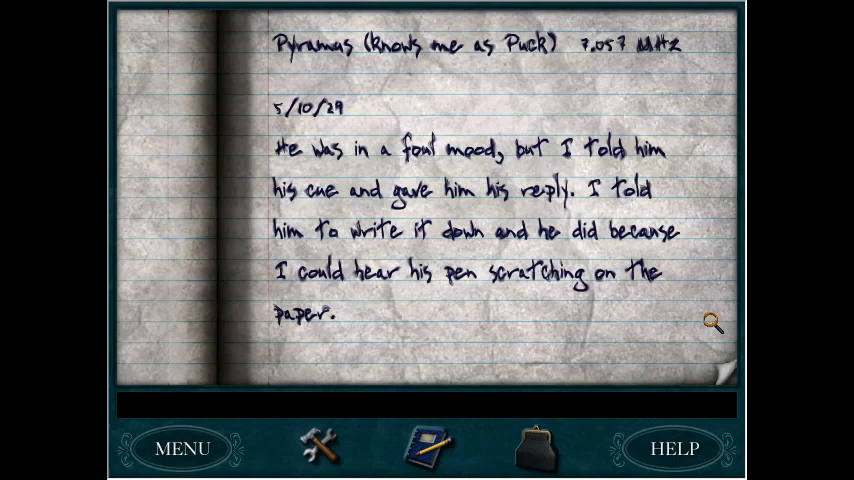 Pyramus (knows me as Puck) 7.057 MHz
5/10/29
He was in a foul mood, but I told him
his cue and gave him his reply. I told
him to write it down and he did because
I could hear his pen scratching on the
paper.
MENU
HELP